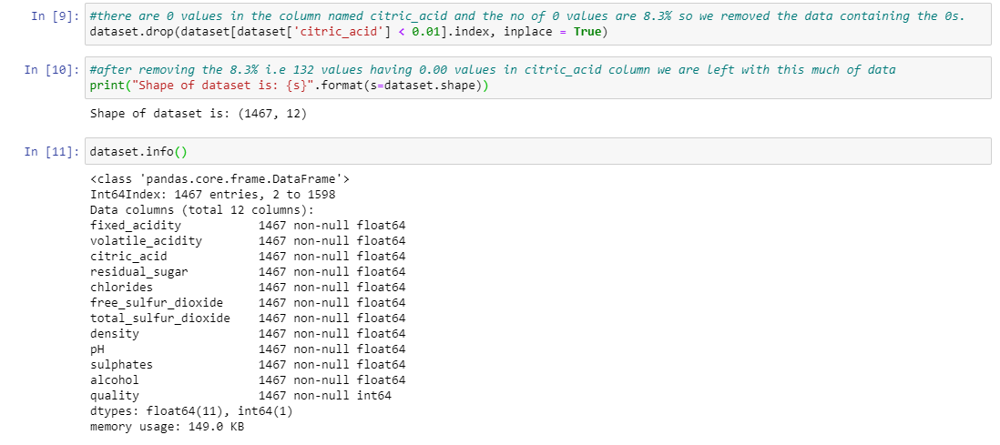 In [9]: #there are 0 values in the column named citric_acid and the no of 0 values are 8.3% so we removed the data containing the 0s.
dataset.drop(dataset[dataset['citric_acid'] < 0.01].index, inplace = True)
In [10]: #after removing the 8.3% i.e 132 values having 0.00 values in citric_acid column we are left with this much of data
print("Shape of dataset is: {s}".format(s=dataset.shape))
Shape of dataset is: (1467, 12)
In [11]: dataset.info()
<class 'pandas.core.frame.DataFrame'>
Int64Index: 1467 entries, 2 to 1598
Data columns (total 12 columns):
fixed_acidity 1467 non-null float64
volatile_acidity 1467 non-null float64
citric_acid 1467 non-null float64
residual_sugar 1467 non-null float64
chlorides 1467 non-null float64
free_sulfur_dioxide 1467 non-null float64
total_sulfur_dioxide 1467 non-null float64
density 1467 non-null float64
pH 1467 non-null float64
sulphates 1467 non-null float64
alcohol 1467 non-null float64
quality 1467 non-null int64
dtypes: float64(11), int64(1)
memory usage: 149.0 KB